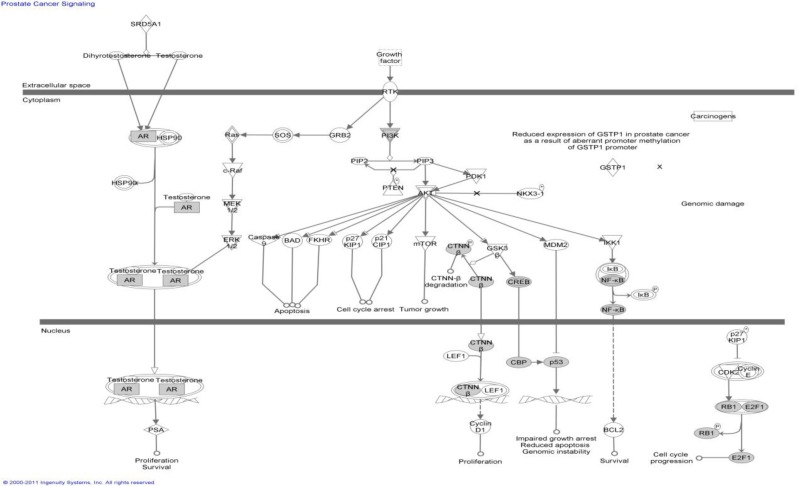 Prostate Cancer Signaling
SRD5A1
Dihyrotestosterone
Testosterone
Growth
factor
Extracellular space
Cytoplasm
RTK
Carcinogens
AR
HSP90
Ras
SOS
GRB2
PI3K
Reduced expression of GSTP1 in prostate cancer
as a result of aberrant promoter methylation
of GSTP1 promoter
PIP2
PIP3
c-Raf
PDK1
GSTP1
X
HSP90
PTEN
P
AKT
NKX3-1
Testosterone
AR
MEK
1/2
Genomic damage
ERK
1/2
Caspase
9
BAD
FKHR
p27
KIP1
p21
CIP1
mTOR
CTNN
β
P
GSK3
β
MDM2
IKK1
Testosterone
Testosterone
AR
AR
CTNN-β
degradation
CTNN
β
CREB
IκB
NF-κB
IκB
P
Apoptosis
Cell cycle arrest
Tumor growth
NF-κB
Nucleus
p27
KIP1
CTNN
β
LEF1
CBP
p53
CDK2
Cyclin
E
Testosterone
Testosterone
AR
AR
CTNN
β
LEF1
RB1
E2F1
PSA
Cyclin
D1
BCL2
RB1
P
Impaired growth arrest
Reduced apoptosis
Genomic instability
Proliferation
Survival
Proliferation
Survival
Cell cycle
progression
E2F1
© 2000-2011 Ingenuity Systems, Inc. All rights reserved.